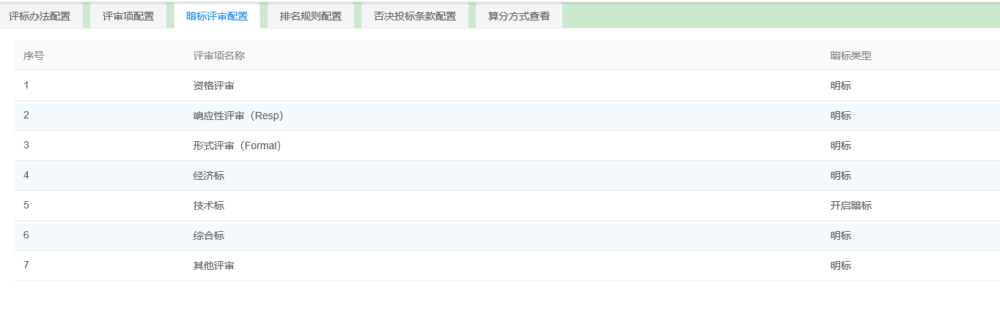 评标办法配置 评审项配置 暗标评审配置 排名规则配置 否决投标条款配置 算分方式查看
序号 评审项名称 暗标类型
1 资格评审 明标
2 响应性评审（Resp） 明标
3 形式评审（Formal） 明标
4 经济标 明标
5 技术标 开启暗标
6 综合标 明标
7 其他评审 明标